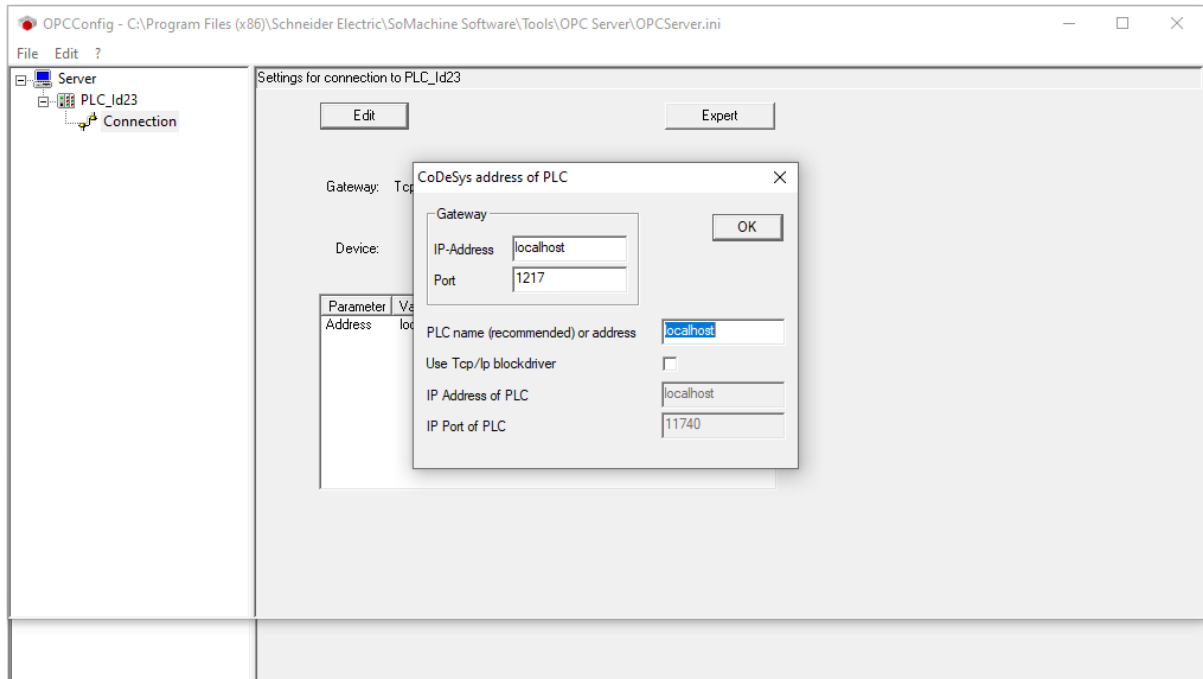 OPCConfig - C:\Program Files (x86)\Schneider Electric\SoMachine Software\Tools\OPC Server\OPCServer.ini
File Edit ?
Server
PLC_Id23
Connection
Settings for connection to PLC_Id23
Edit
Expert
Gateway:
Device:
Parameter
Address
CoDeSys address of PLC
Gateway
OK
IP-Address localhost
Port 1217
PLC name (recommended) or address localhost
Use Tcp/Ip blockdriver
IP Address of PLC localhost
IP Port of PLC 11740